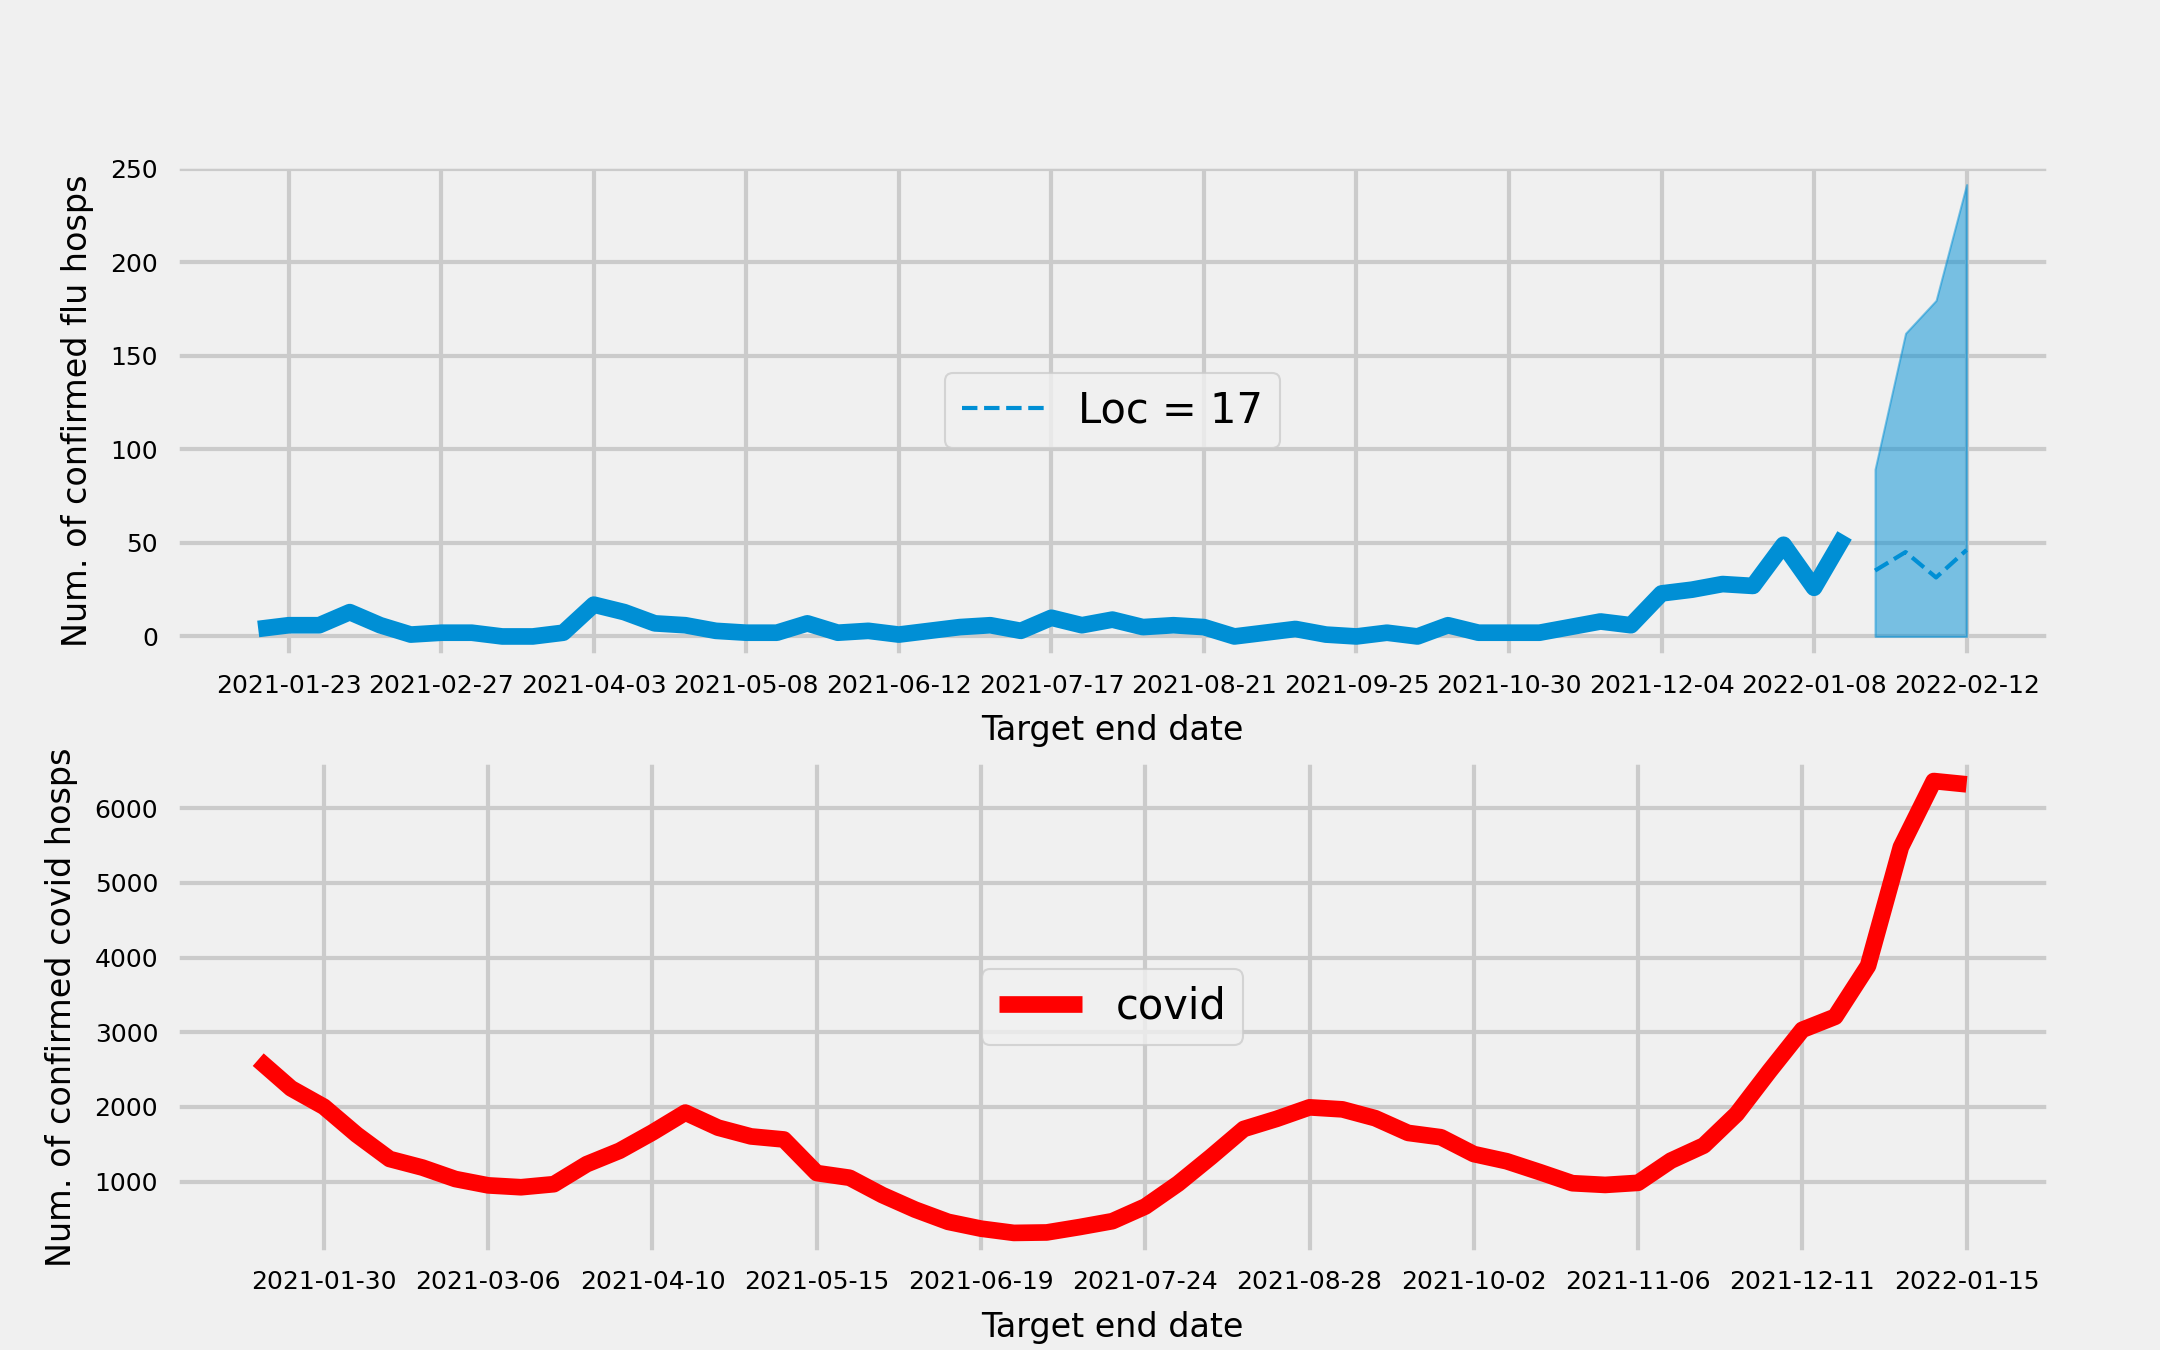 Num. of confirmed flu hosps
250
200
150
100
50
0
Loc = 17
2021-01-23 2021-02-27 2021-04-03 2021-05-08 2021-06-12 2021-07-17 2021-08-21 2021-09-25 2021-10-30 2021-12-04 2022-01-08 2022-02-12
Target end date
Num. of confirmed covid hosps
6000
5000
4000
3000
2000
1000
covid
2021-01-30 2021-03-06 2021-04-10 2021-05-15 2021-06-19 2021-07-24 2021-08-28 2021-10-02 2021-11-06 2021-12-11 2022-01-15
Target end date